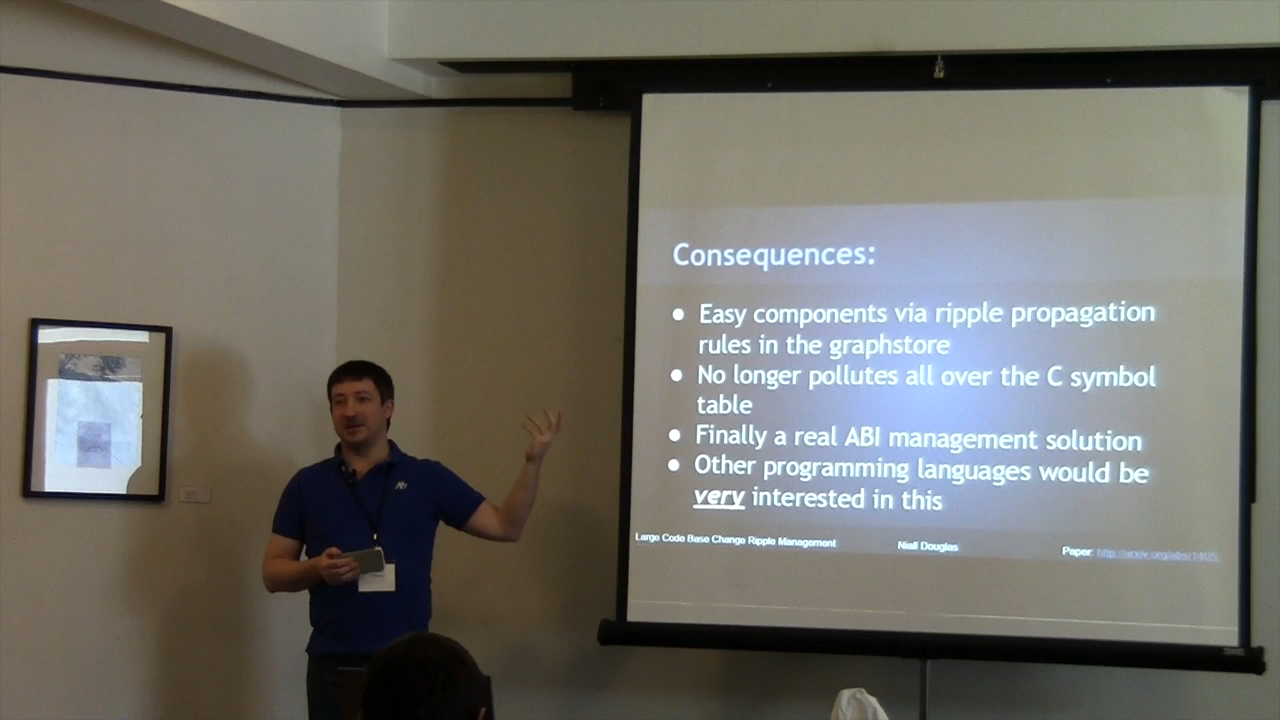 Consequences:
● Easy components via ripple propagation
rules in the graphstore
● No longer pollutes all over the C symbol
table
● Finally a real ABI management solution
● Other programming languages would be
very interested in this
Large Code Base Change Ripple Management
Niall Douglas
Paper: